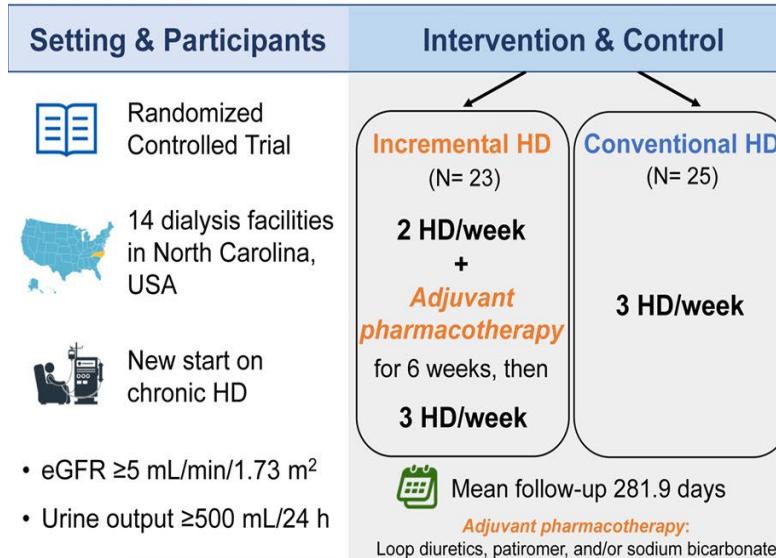 Setting & Participants
Randomized
Controlled Trial
14 dialysis facilities
in North Carolina,
USA
New start on
chronic HD
• eGFR ≥5 mL/min/1.73 m²
• Urine output ≥500 mL/24 h
Intervention & Control
Incremental HD
(N= 23)
2 HD/week
+
Adjuvant
pharmacotherapy
for 6 weeks, then
3 HD/week
Conventional HD
(N= 25)
3 HD/week
Mean follow-up 281.9 days
Adjuvant pharmacotherapy:
Loop diuretics, patiromer, and/or sodium bicarbonate